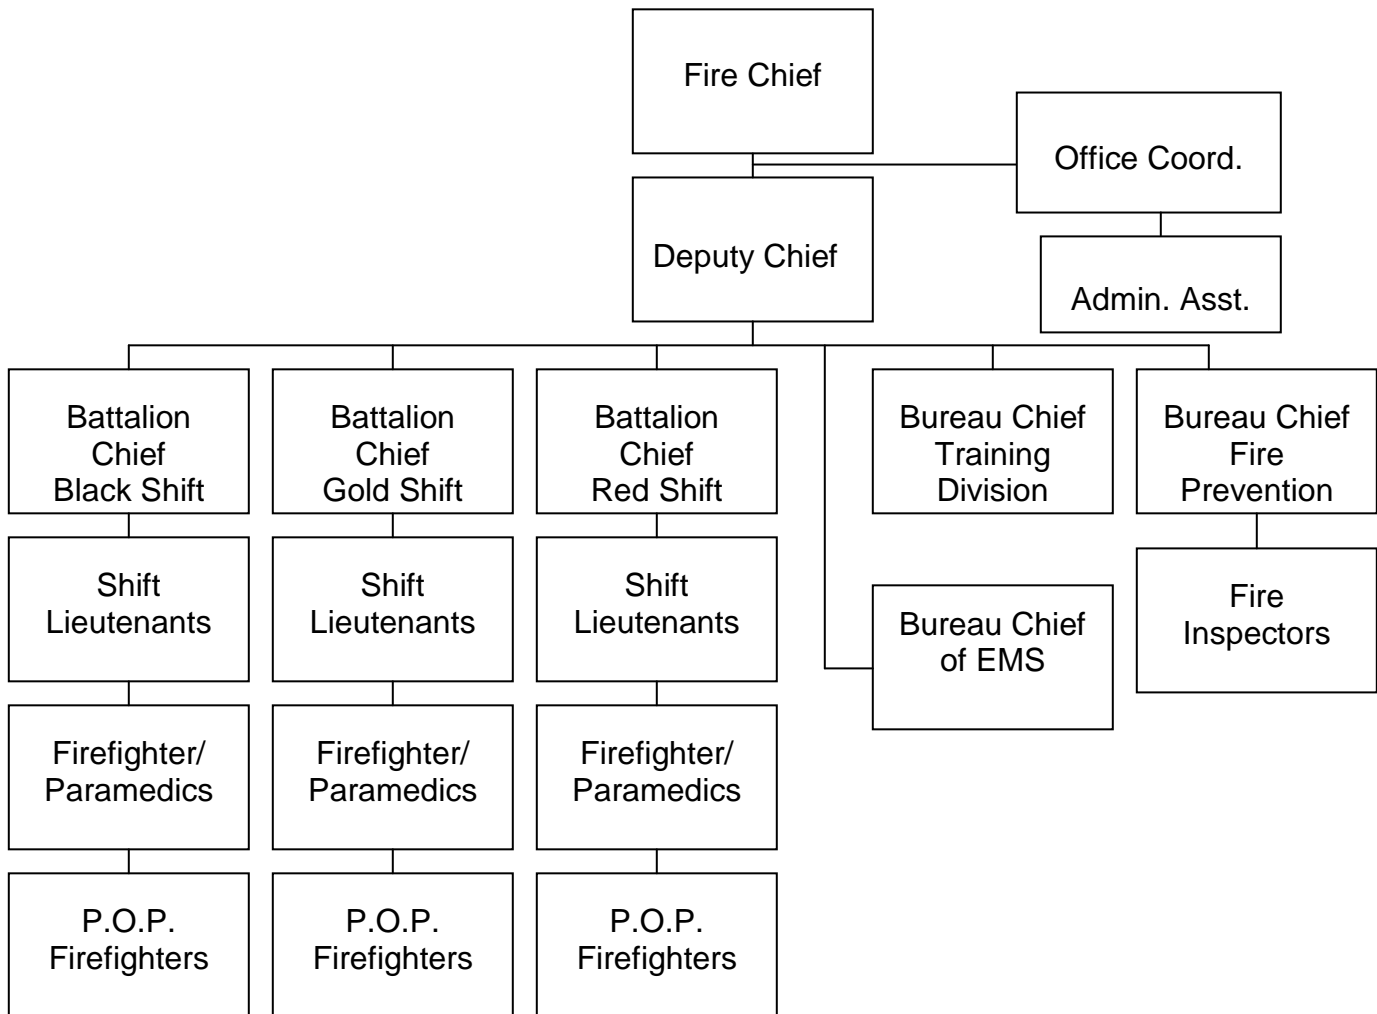 Fire Chief
Office Coord.
Deputy Chief
Admin. Asst.
Battalion
Chief
Black Shift
Battalion
Chief
Gold Shift
Battalion
Chief
Red Shift
Bureau Chief
Training
Division
Bureau Chief
Fire
Prevention
Shift
Lieutenants
Shift
Lieutenants
Shift
Lieutenants
Bureau Chief
of EMS
Fire
Inspectors
Firefighter/
Paramedics
Firefighter/
Paramedics
Firefighter/
Paramedics
P.O.P.
Firefighters
P.O.P.
Firefighters
P.O.P.
Firefighters